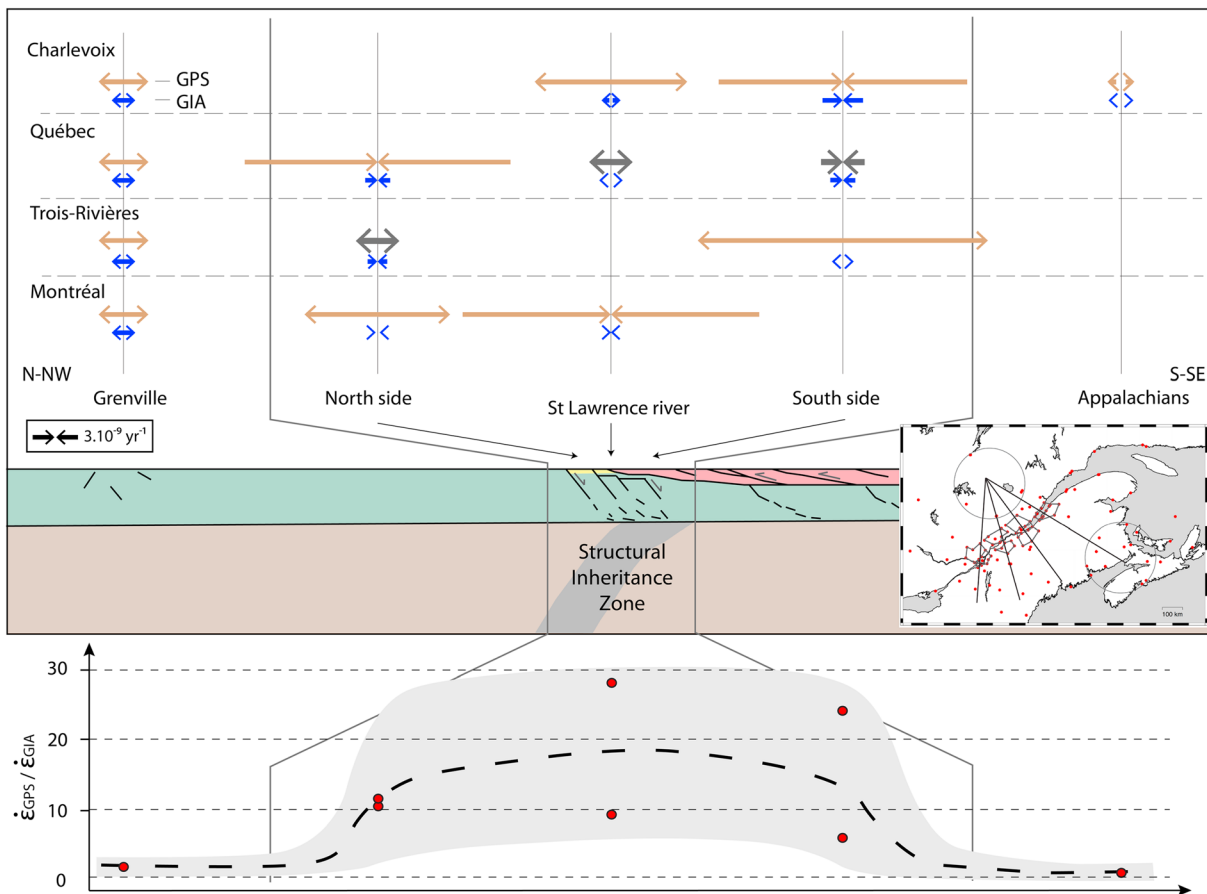 Charlevoix
GPS
GIA
Québec
Trois-Rivières
Montréal
N-NW
S-SE
Grenville
North side
St Lawrence river
South side
Appalachians
3.10⁻⁹ yr⁻¹
Structural
Inheritance
Zone
100 km
30
20
10
0
ε̇GPS / ε̇GIA